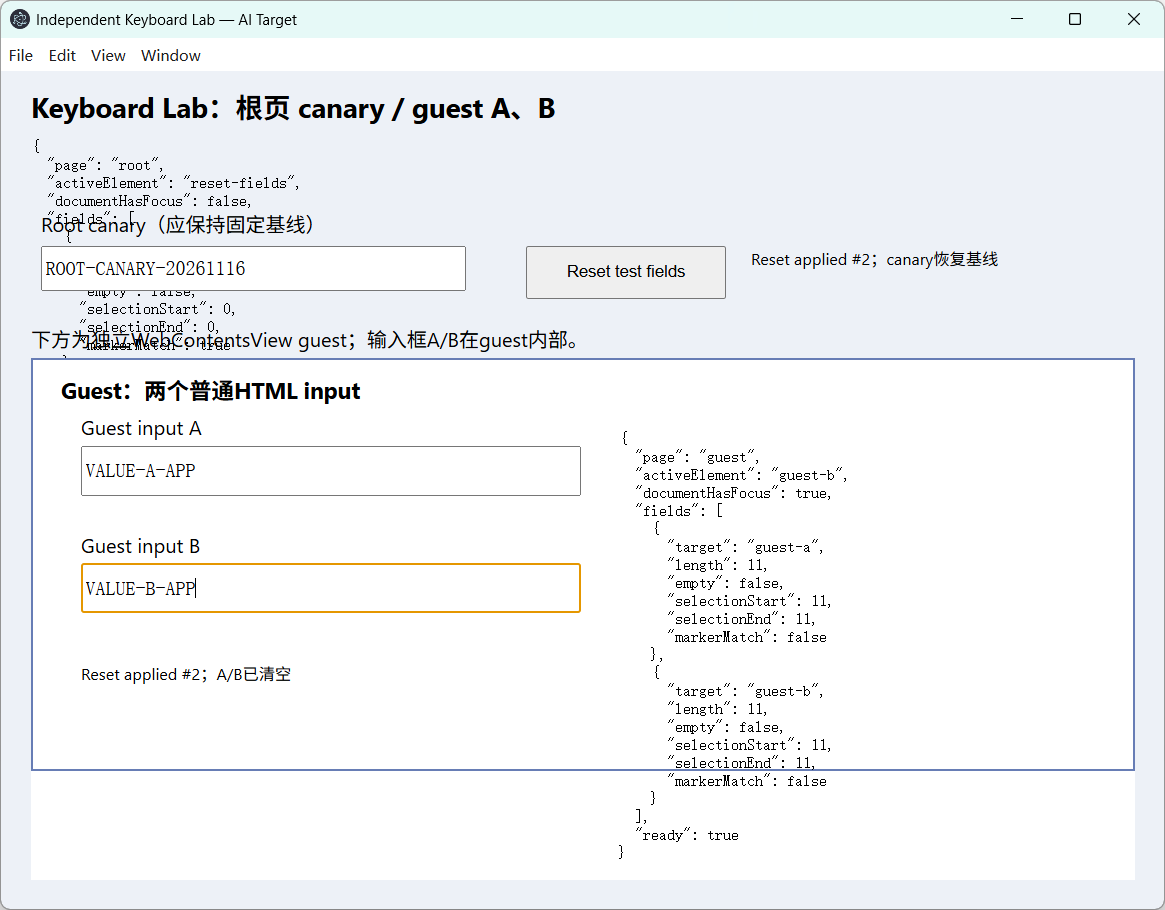 Independent Keyboard Lab — AI Target
File Edit View Window
Keyboard Lab：根页 canary / guest A、B
{
"page": "root",
"activeElement": "reset-fields",
"documentHasFocus": false,
"fields": [
Root canary（应保持固定基线）
{
ROOT-CANARY-20261116
Reset test fields
Reset applied #2；canary恢复基线
"empty": false,
"selectionStart": 0,
"selectionEnd": 0,
下方为独立WebContentsView guest；输入框A/B在guest内部。
"markerMatch": true
Guest：两个普通HTML input
Guest input A
VALUE-A-APP
Guest input B
VALUE-B-APP
Reset applied #2；A/B已清空
{
"page": "guest",
"activeElement": "guest-b",
"documentHasFocus": true,
"fields": [
{
"target": "guest-a",
"length": 11,
"empty": false,
"selectionStart": 11,
"selectionEnd": 11,
"markerMatch": false
},
{
"target": "guest-b",
"length": 11,
"empty": false,
"selectionStart": 11,
"selectionEnd": 11,
"markerMatch": false
}
],
"ready": true
}